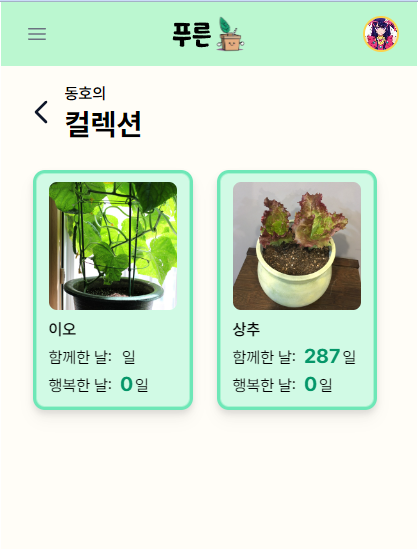 푸른
동호의
컬렉션
이오
함께한 날: 일
행복한 날: 0일
상추
함께한 날: 287일
행복한 날: 0일